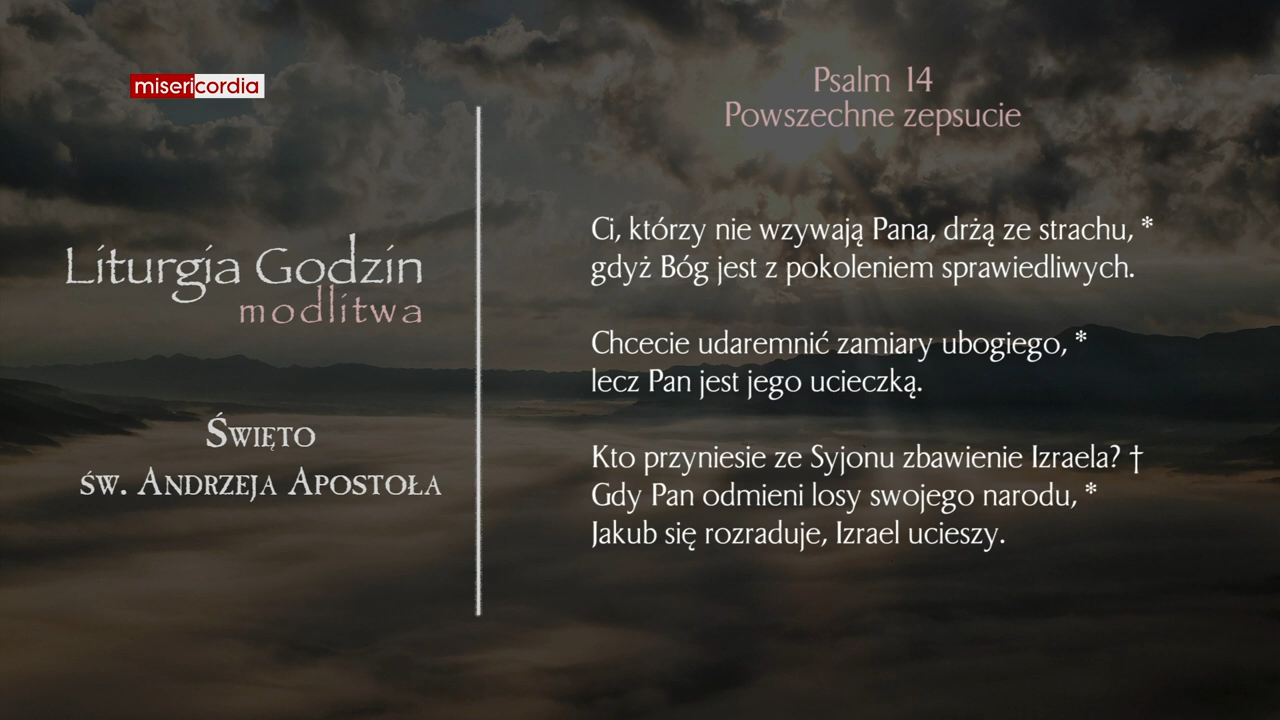 misericordia
Liturgia Godzin
modlitwa
Święto
św. Andrzeja Apostoła
Psalm 14
Powszechne zepsucie
Ci, którzy nie wzywają Pana, drżą ze strachu, *
gdyż Bóg jest z pokoleniem sprawiedliwych.
Chcecie udaremnić zamiary ubogiego, *
lecz Pan jest jego ucieczką.
Kto przyniesie ze Syjonu zbawienie Izraela? †
Gdy Pan odmieni losy swojego narodu, *
Jakub się rozraduje, Izrael ucieszy.